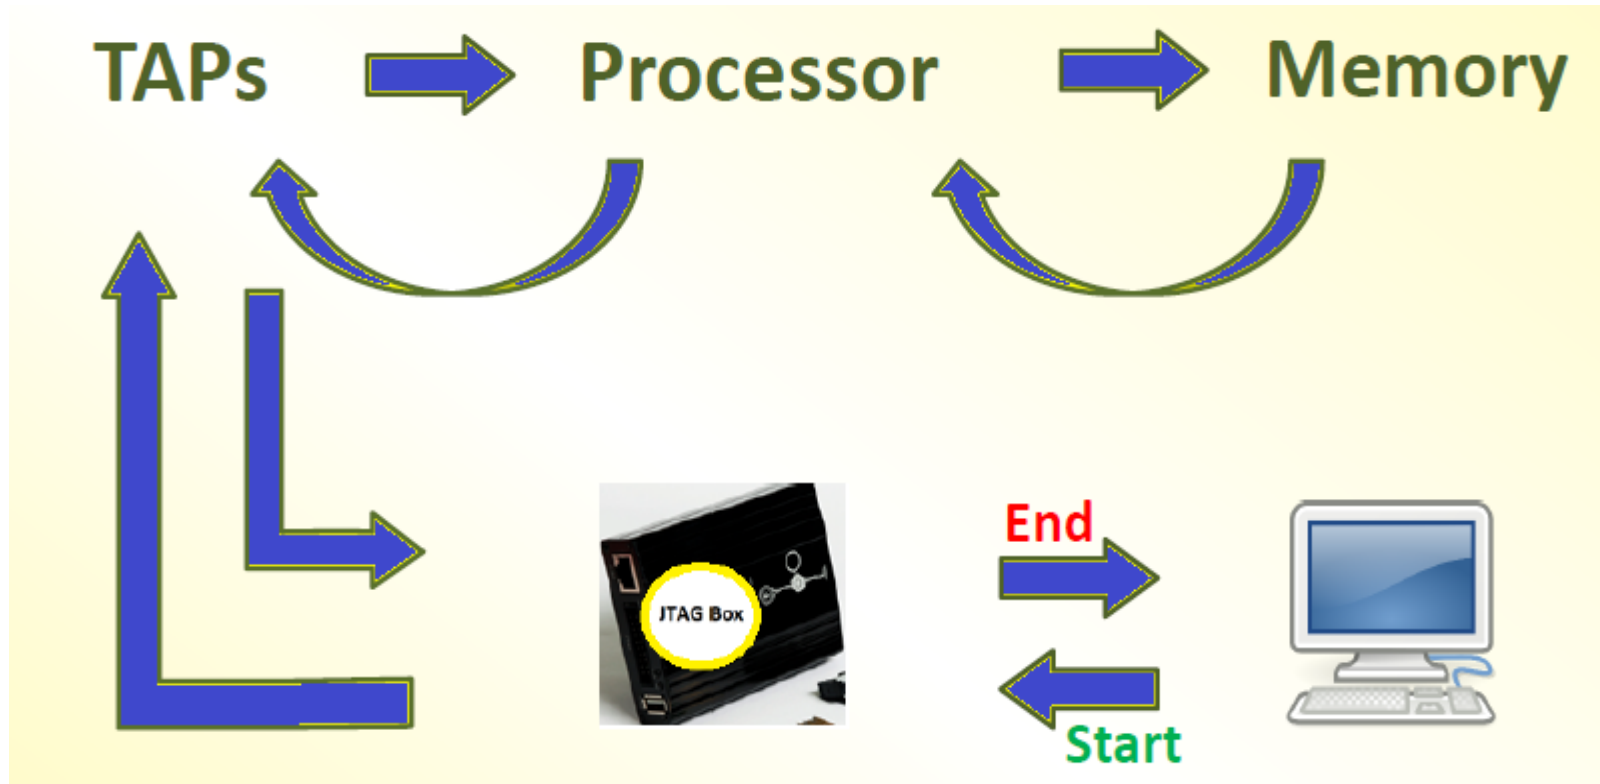 TAPs
Processor
Memory
End
JTAG Box
Start